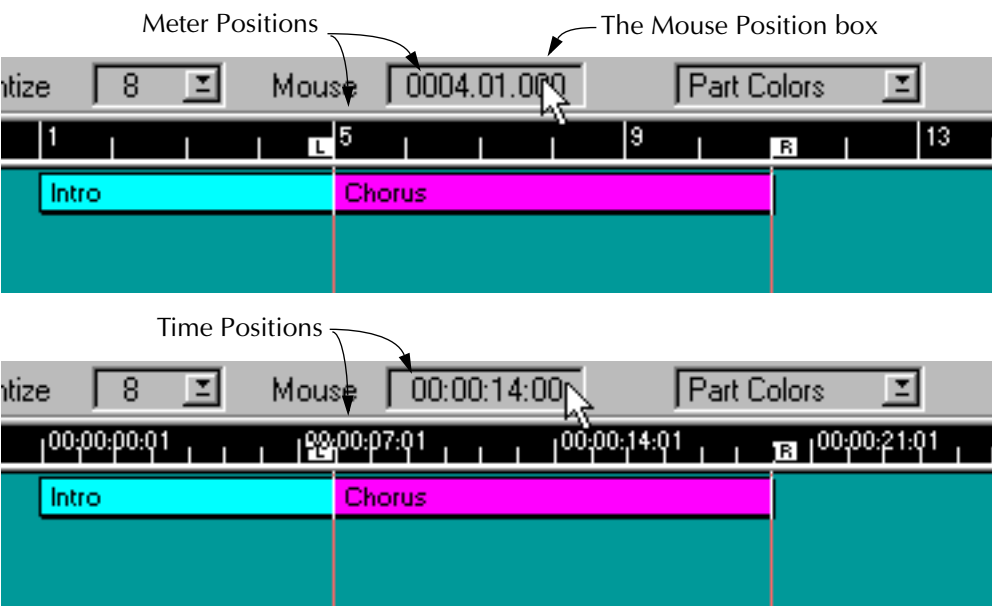 Meter Positions The Mouse Position box
ntize 8 Mouse 0004.01.000 Part Colors
1 L 5 9 R 13
Intro Chorus
Time Positions
ntize 8 Mouse 00:00:14:00 Part Colors
00:00:00:01 L 00:00:07:01 00:00:14:01 R 00:00:21:01
Intro Chorus